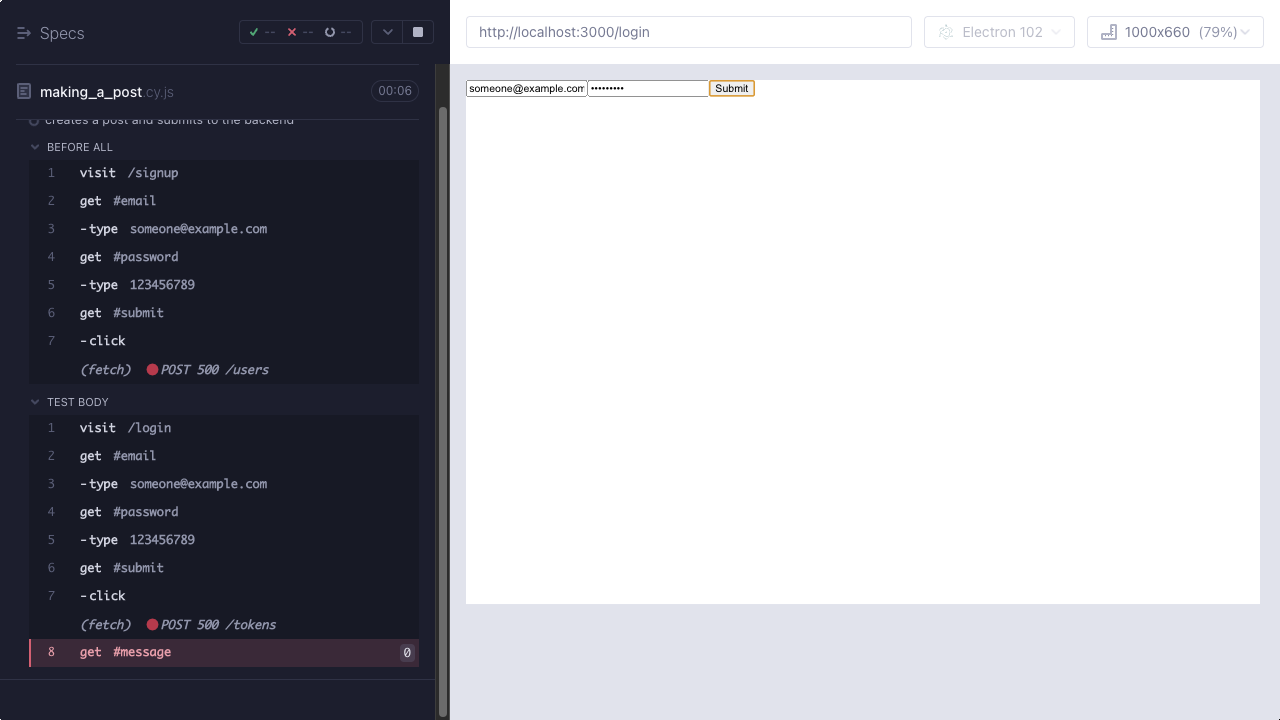 Specs
-- -- --
http://localhost:3000/login
Electron 102
1000x660 (79%)
making_a_post.cy.js
00:06
creates a post and submits to the backend
BEFORE ALL
1 visit /signup
2 get #email
3 -type someone@example.com
4 get #password
5 -type 123456789
6 get #submit
7 -click
(fetch) POST 500 /users
TEST BODY
1 visit /login
2 get #email
3 -type someone@example.com
4 get #password
5 -type 123456789
6 get #submit
7 -click
(fetch) POST 500 /tokens
8 get #message 0
someone@example.com ••••••••• Submit